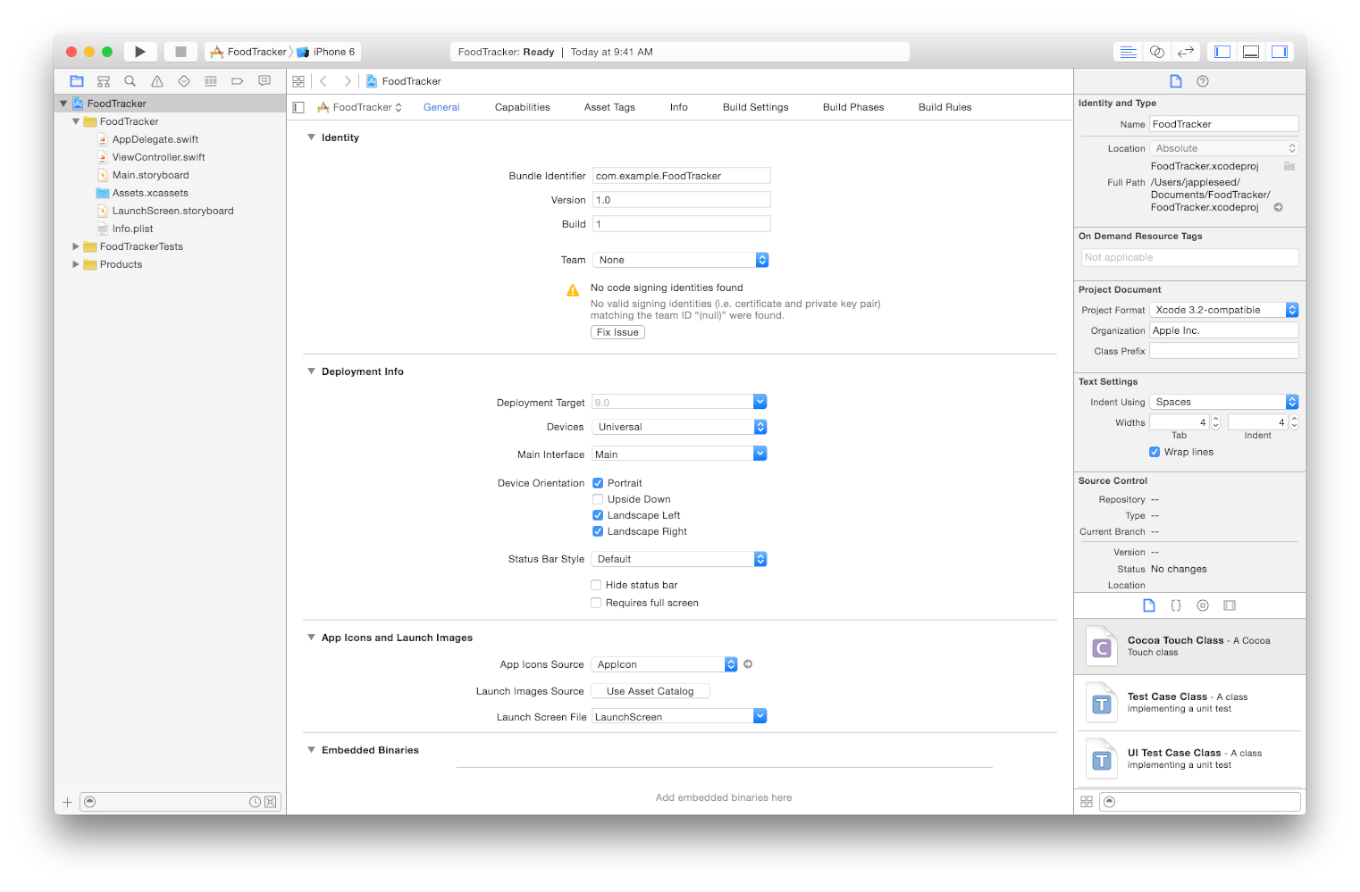 FoodTracker
iPhone 6
FoodTracker: Ready | Today at 9:41 AM
FoodTracker
FoodTracker
AppDelegate.swift
ViewController.swift
Main.storyboard
Assets.xcassets
LaunchScreen.storyboard
Info.plist
FoodTrackerTests
Products
FoodTracker
FoodTracker
General
Capabilities
Asset Tags
Info
Build Settings
Build Phases
Build Rules
Identity
Bundle Identifier com.example.FoodTracker
Version 1.0
Build 1
Team None
No code signing identities found
No valid signing identities (i.e. certificate and private key pair)
matching the team ID “(null)” were found.
Fix Issue
Deployment Info
Deployment Target 9.0
Devices Universal
Main Interface Main
Device Orientation Portrait
Upside Down
Landscape Left
Landscape Right
Status Bar Style Default
Hide status bar
Requires full screen
App Icons and Launch Images
App Icons Source AppIcon
Launch Images Source Use Asset Catalog
Launch Screen File LaunchScreen
Embedded Binaries
Add embedded binaries here
Identity and Type
Name FoodTracker
Location Absolute
FoodTracker.xcodeproj
Full Path /Users/jappleseed/
Documents/FoodTracker/
FoodTracker.xcodeproj
On Demand Resource Tags
Not applicable
Project Document
Project Format Xcode 3.2-compatible
Organization Apple Inc.
Class Prefix
Text Settings
Indent Using Spaces
Widths 4 4
Tab Indent
Wrap lines
Source Control
Repository --
Type --
Current Branch --
Version --
Status No changes
Location
C
Cocoa Touch Class - A Cocoa
Touch class
T
Test Case Class - A class
implementing a unit test
T
UI Test Case Class - A class
implementing a unit test